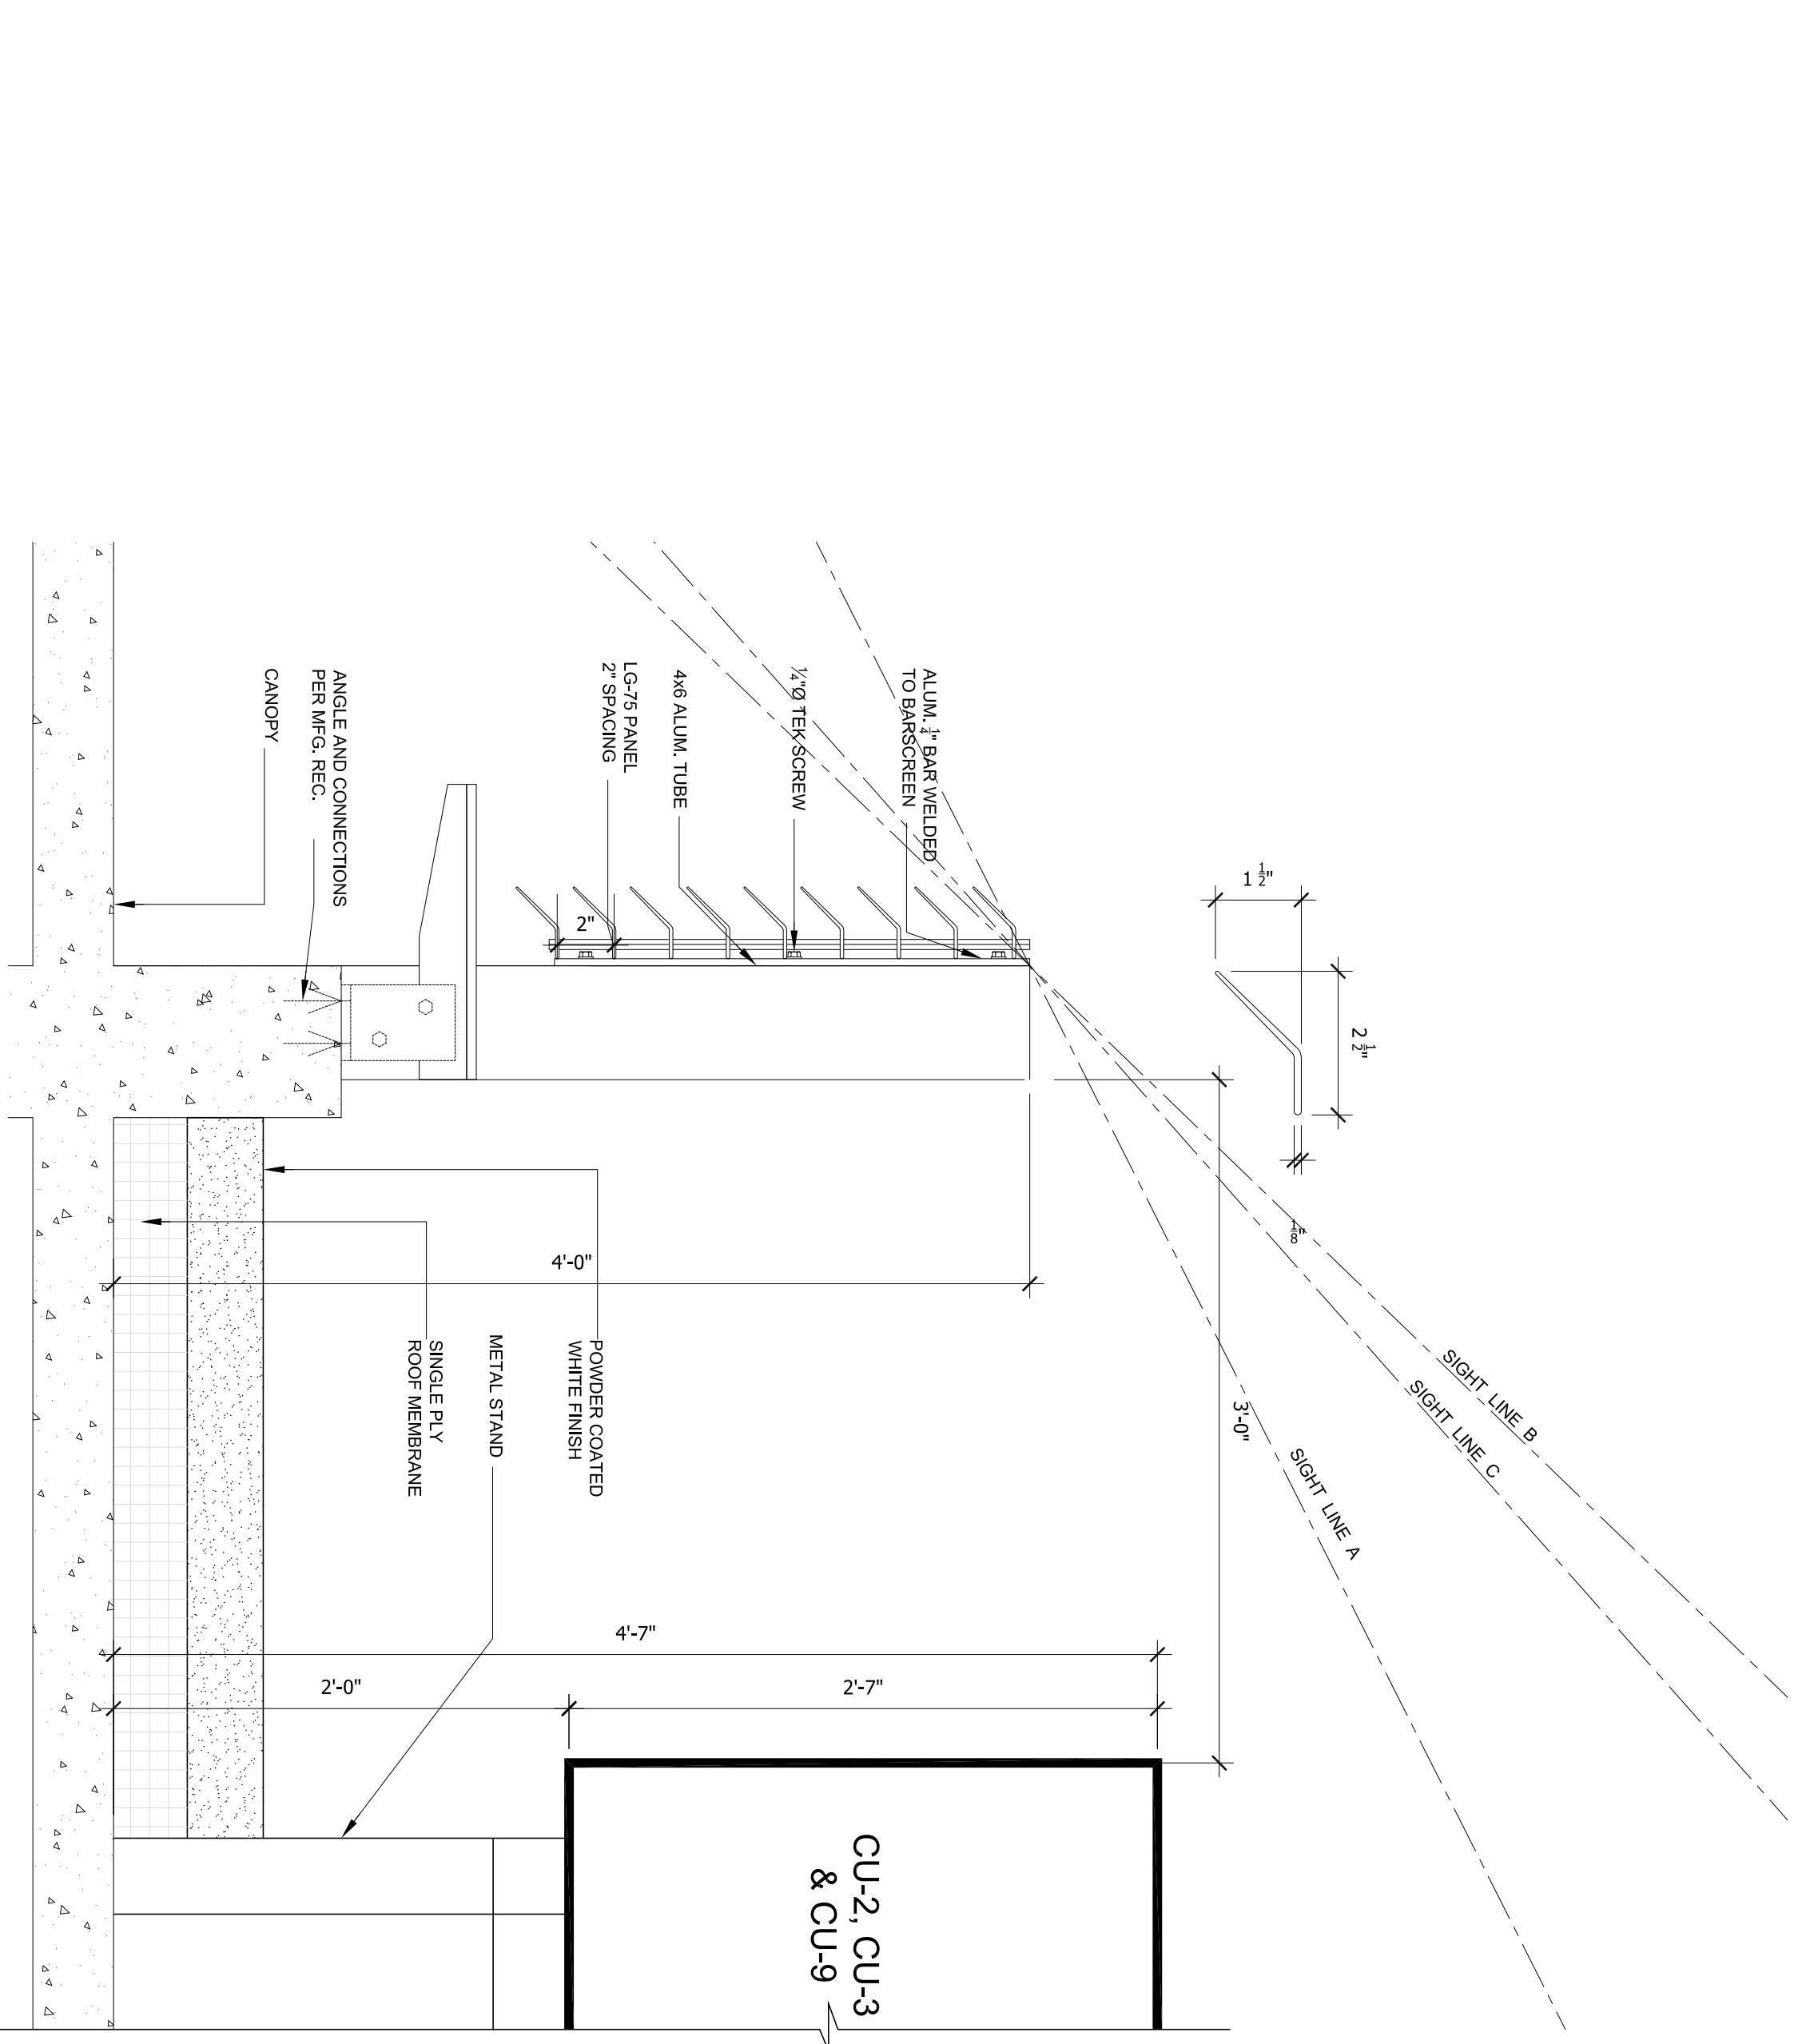 1 1/2"
2 1/2"
1/8"
SIGHT LINE B
SIGHT LINE C
SIGHT LINE A
3'-0"
ALUM. 1/4" BAR WELDED
TO BARSCREEN
1/4"Ø TEK SCREW
4x6 ALUM. TUBE
LG-75 PANEL
2" SPACING
2"
ANGLE AND CONNECTIONS
PER MFG. REC.
CANOPY
4'-0"
POWDER COATED
WHITE FINISH
METAL STAND
SINGLE PLY
ROOF MEMBRANE
4'-7"
2'-0"
2'-7"
CU-2, CU-3
& CU-9